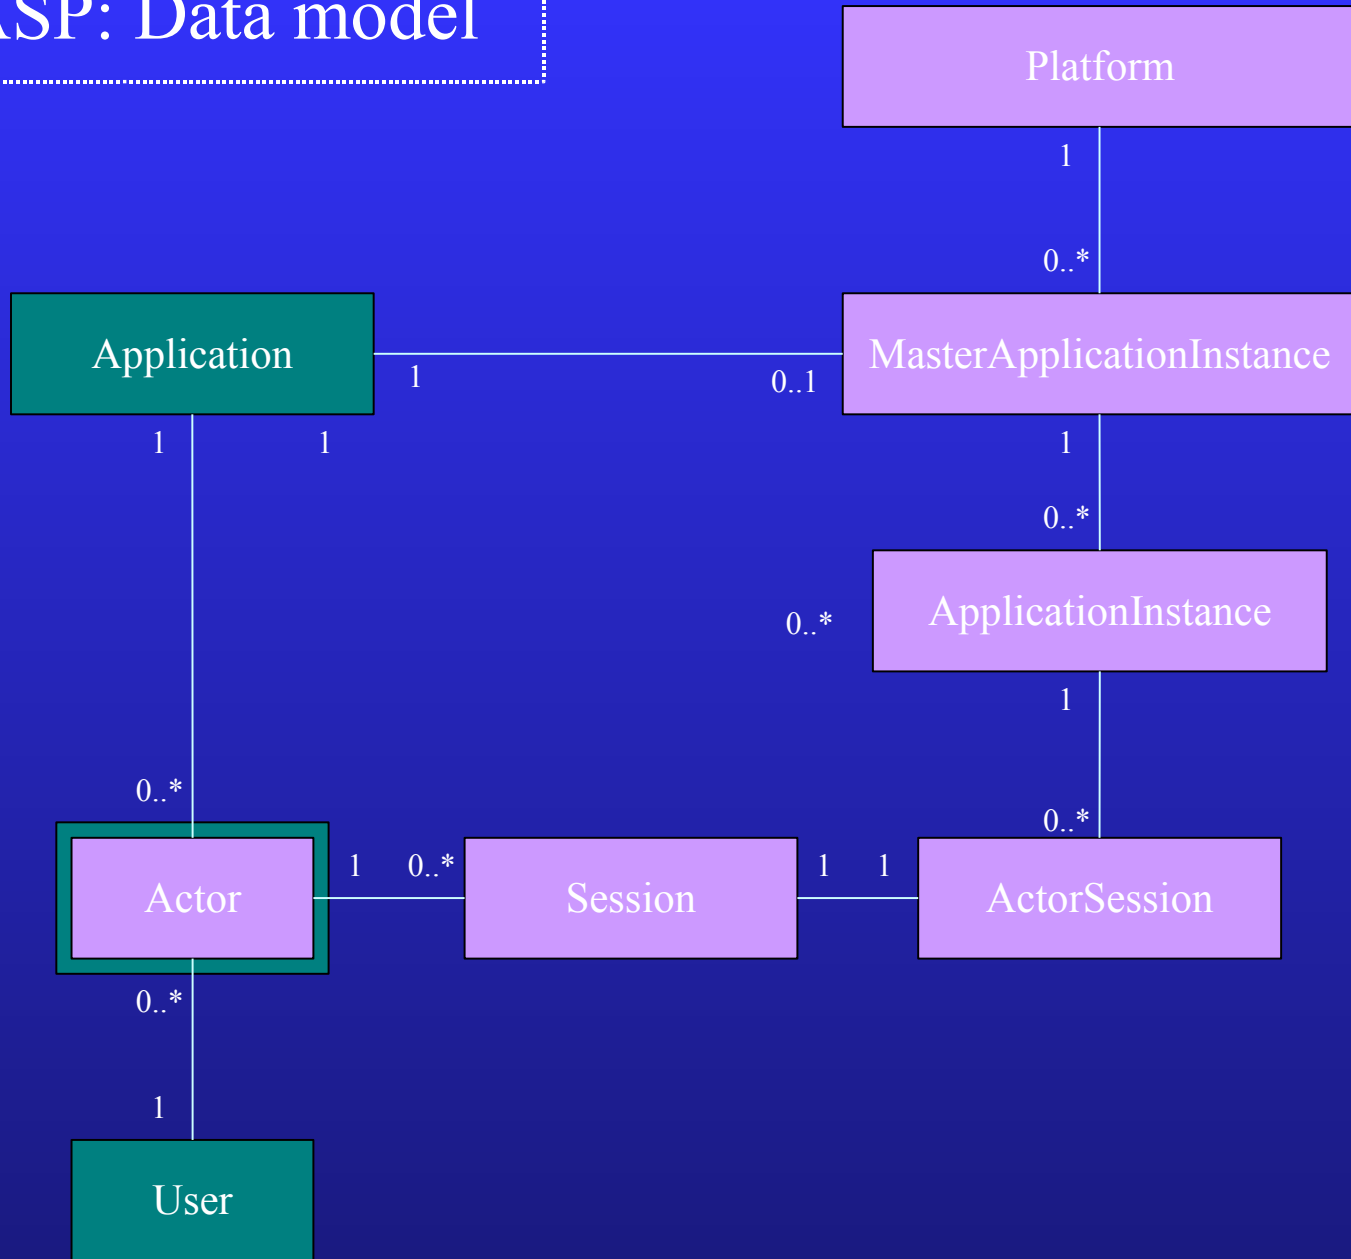 ASP: Data model
Platform
1
0..*
Application
MasterApplicationInstance
1
0..1
1
1
1
0..*
ApplicationInstance
0..*
1
0..*
0..*
Actor
1
0..*
Session
1
1
ActorSession
0..*
1
User